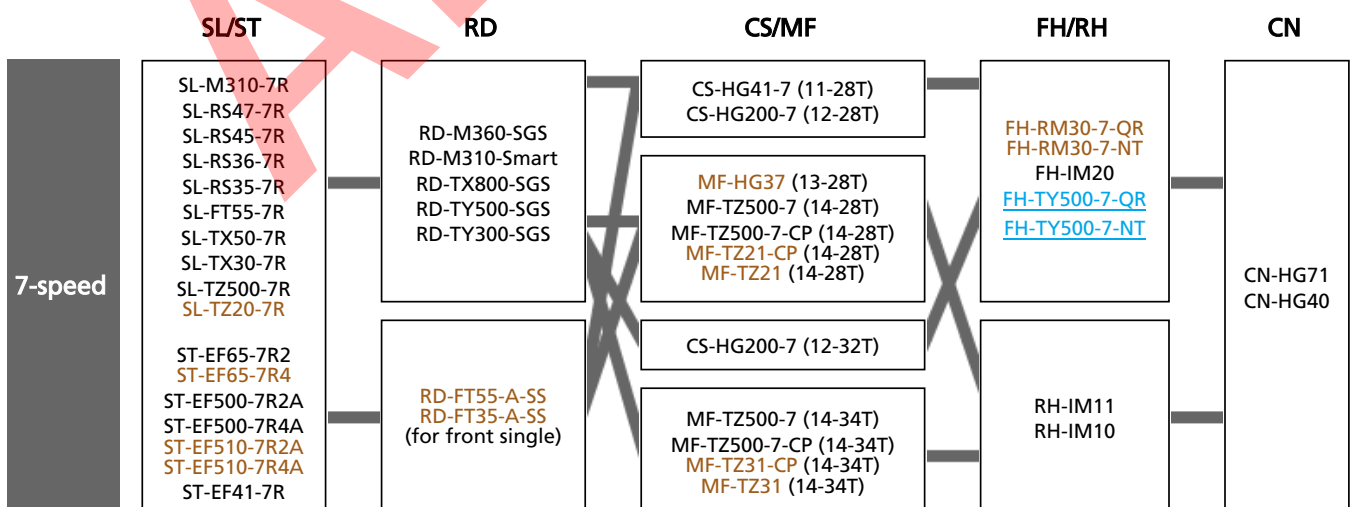 SL/ST
RD
CS/MF
FH/RH
CN
7-speed
SL-M310-7R
SL-RS47-7R
SL-RS45-7R
SL-RS36-7R
SL-RS35-7R
SL-FT55-7R
SL-TX50-7R
SL-TX30-7R
SL-TZ500-7R
SL-TZ20-7R
ST-EF65-7R2
ST-EF65-7R4
ST-EF500-7R2A
ST-EF500-7R4A
ST-EF510-7R2A
ST-EF510-7R4A
ST-EF41-7R
RD-M360-SGS
RD-M310-Smart
RD-TX800-SGS
RD-TY500-SGS
RD-TY300-SGS
RD-FT55-A-SS
RD-FT35-A-SS
(for front single)
CS-HG41-7 (11-28T)
CS-HG200-7 (12-28T)
MF-HG37 (13-28T)
MF-TZ500-7 (14-28T)
MF-TZ500-7-CP (14-28T)
MF-TZ21-CP (14-28T)
MF-TZ21 (14-28T)
CS-HG200-7 (12-32T)
MF-TZ500-7 (14-34T)
MF-TZ500-7-CP (14-34T)
MF-TZ31-CP (14-34T)
MF-TZ31 (14-34T)
FH-RM30-7-QR
FH-RM30-7-NT
FH-IM20
FH-TY500-7-QR
FH-TY500-7-NT
RH-IM11
RH-IM10
CN-HG71
CN-HG40